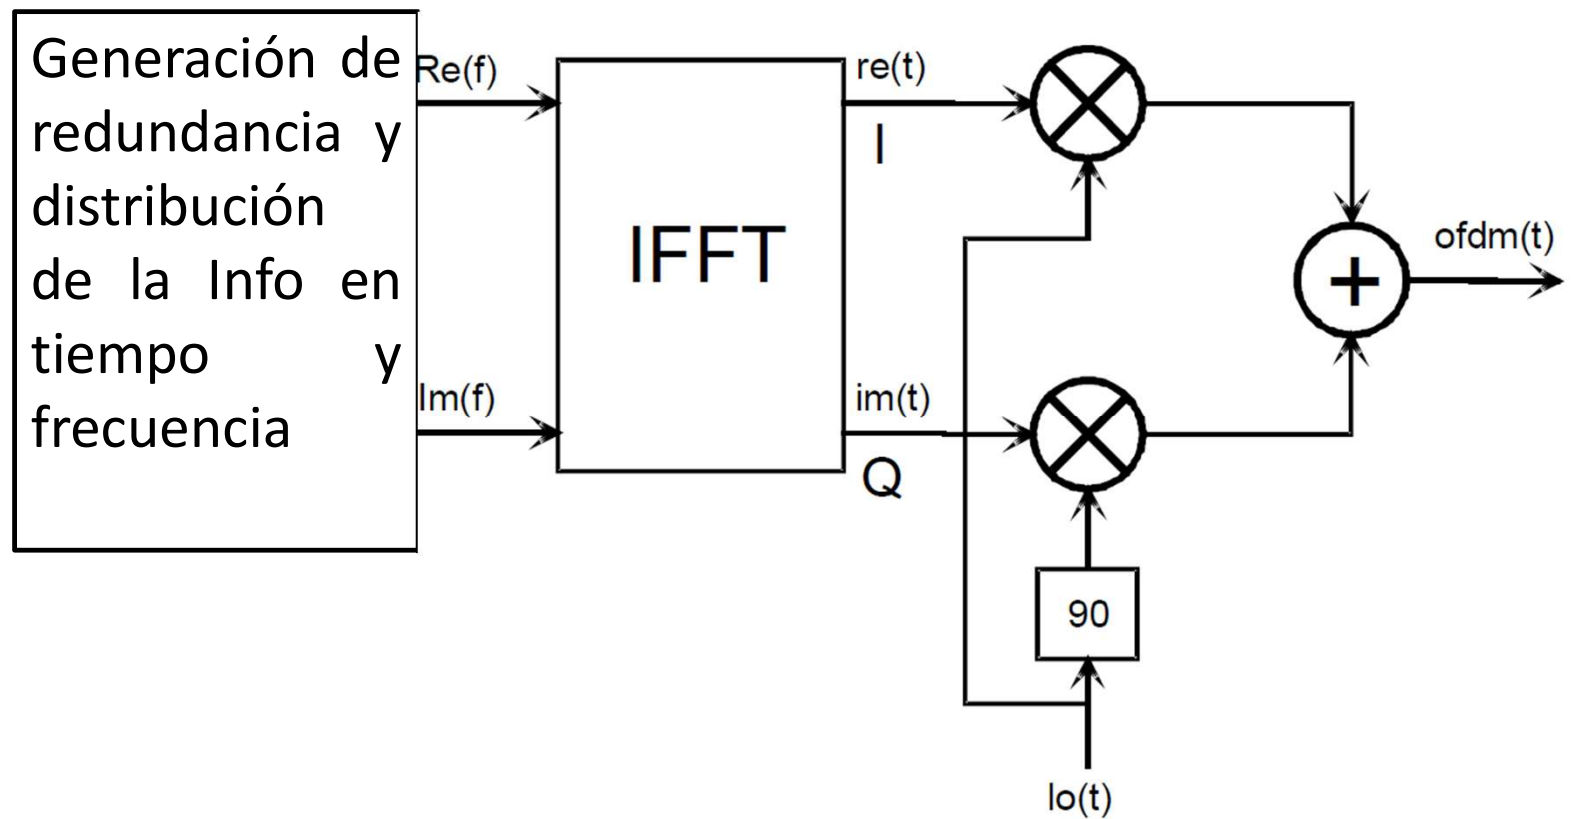 Generación de
redundancia y
distribución
de la Info en
tiempo y
frecuencia
Re(f)
Im(f)
IFFT
re(t)
I
im(t)
Q
90
lo(t)
+
ofdm(t)